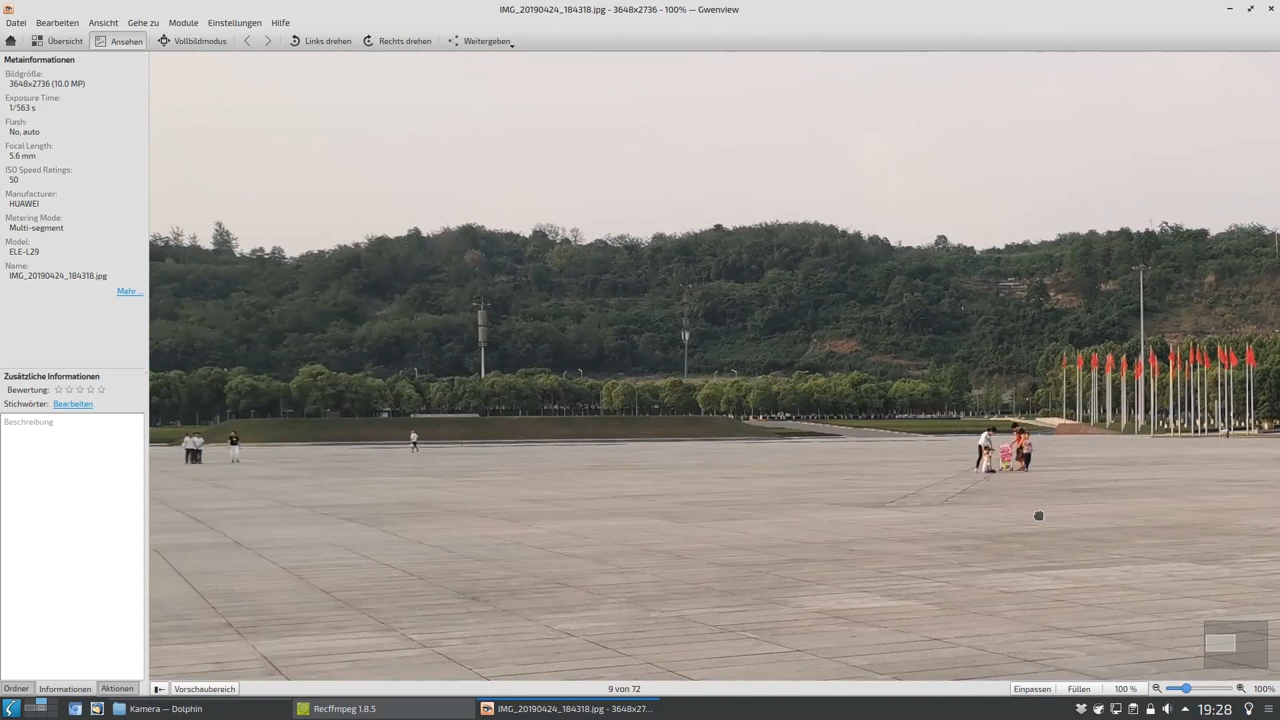 IMG_20190424_184318.jpg - 3648x2736 - 100% — Gwenview
Datei Bearbeiten Ansicht Gehe zu Module Einstellungen Hilfe
Übersicht Ansehen Vollbildmodus Links drehen Rechts drehen Weitergeben
Metainformationen
Bildgröße:
3648x2736 (10.0 MP)
Exposure Time:
1/563 s
Flash:
No, auto
Focal Length:
5.6 mm
ISO Speed Ratings:
50
Manufacturer:
HUAWEI
Metering Mode:
Multi-segment
Model:
ELE-L29
Name:
IMG_20190424_184318.jpg
Mehr ...
Zusätzliche Informationen
Bewertung:
Stichwörter: Bearbeiten
Beschreibung
Ordner Informationen Aktionen Vorschaubereich 9 von 72 Einpassen Füllen 100 % 100%
Kamera — Dolphin Recffmpeg 1.8.5 IMG_20190424_184318.jpg - 3648x27... 19:28